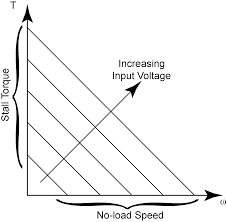 T
Increasing
Input Voltage
Stall Torque
ω
No-load Speed